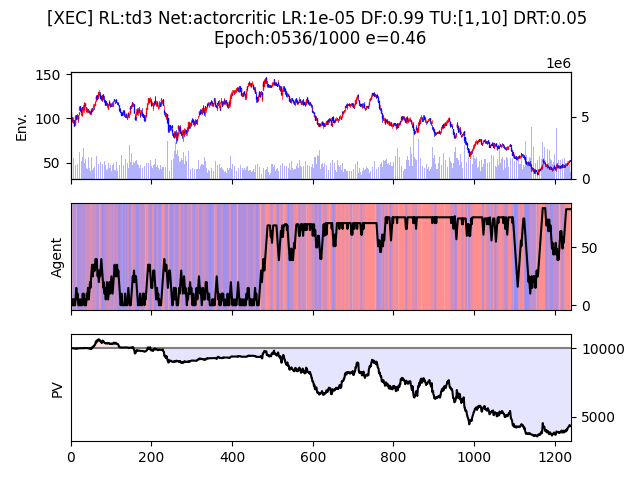 [XEC] RL:td3 Net:actorcritic LR:1e-05 DF:0.99 TU:[1,10] DRT:0.05
Epoch:0536/1000 e=0.46
1e6
150
100
50
Env.
5
0
Agent
50
0
PV
10000
5000
0 200 400 600 800 1000 1200